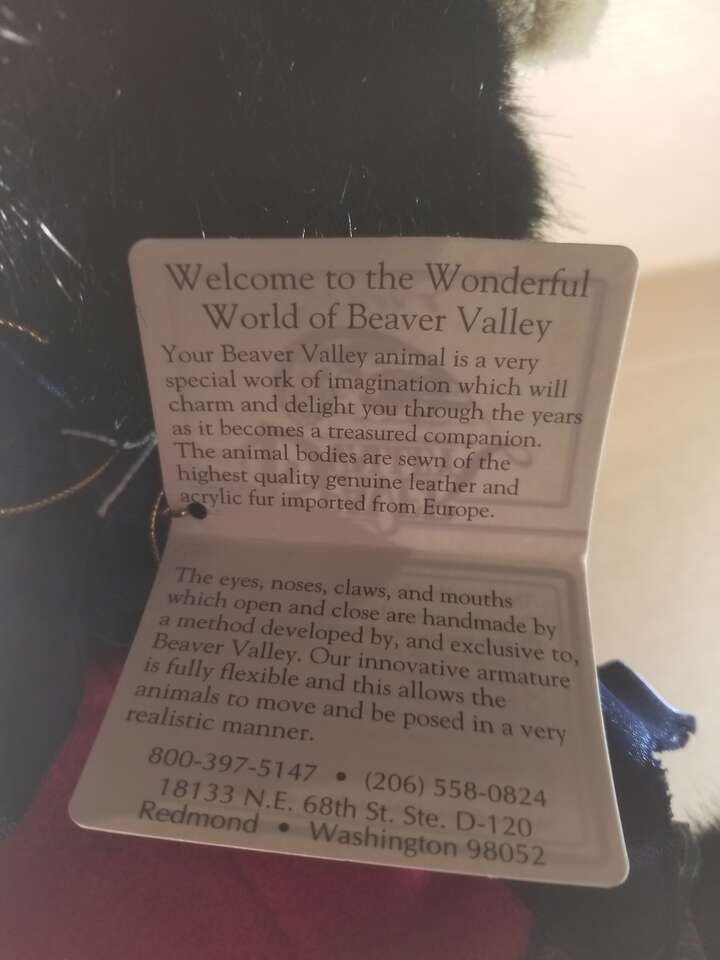 Welcome to the Wonderful
World of Beaver Valley
Your Beaver Valley animal is a very
special work of imagination which will
charm and delight you through the years
as it becomes a treasured companion.
The animal bodies are sewn of the
highest quality genuine leather and
acrylic fur imported from Europe.
The eyes, noses, claws, and mouths
which open and close are handmade by
a method developed by, and exclusive to,
Beaver Valley. Our innovative armature
is fully flexible and this allows the
animals to move and be posed in a very
realistic manner.
800-397-5147 • (206) 558-0824
18133 N.E. 68th St. Ste. D-120
Redmond • Washington 98052